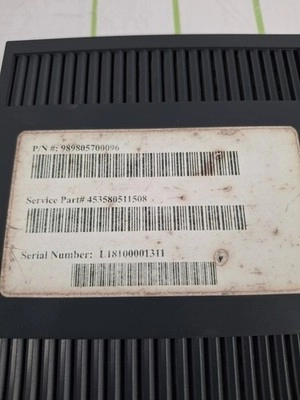 P/N #: 989805700096
Service Part# 453580511508
Serial Number: L18100001311